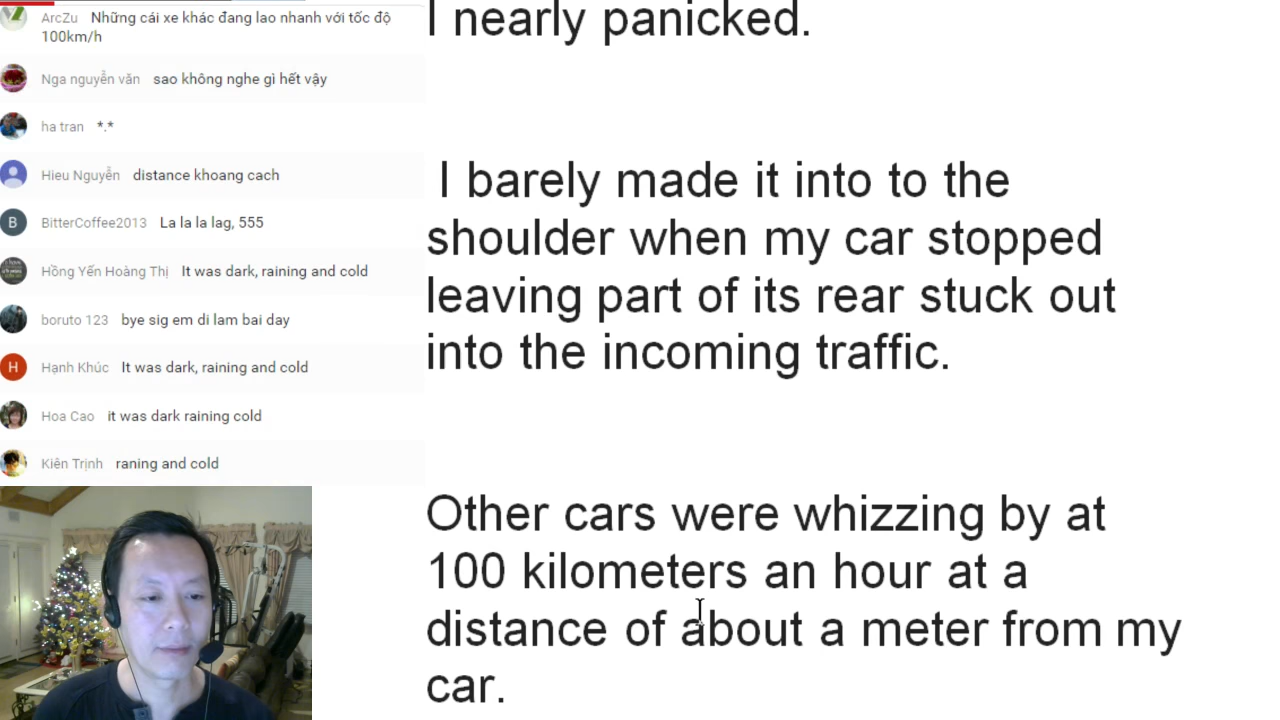 ArcZu Những cái xe khác đang lao nhanh với tốc độ
100km/h
Nga nguyễn văn sao không nghe gì hết vậy
ha tran *.*
Hieu Nguyễn distance khoang cach
B BitterCoffee2013 La la la lag, 555
Hồng Yến Hoàng Thị It was dark, raining and cold
boruto 123 bye sig em di lam bai day
H Hạnh Khúc It was dark, raining and cold
Hoa Cao it was dark raining cold
Kiên Trịnh raning and cold
I nearly panicked.
I barely made it into to the
shoulder when my car stopped
leaving part of its rear stuck out
into the incoming traffic.
Other cars were whizzing by at
100 kilometers an hour at a
distance of about a meter from my
car.